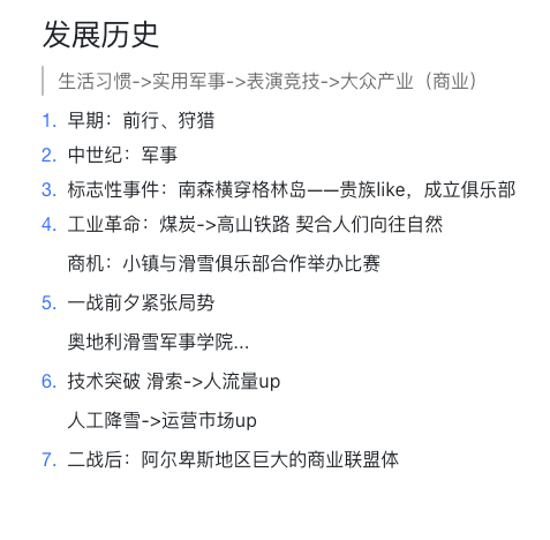 发展历史
生活习惯->实用军事->表演竞技->大众产业（商业）
1. 早期：前行、狩猎
2. 中世纪：军事
3. 标志性事件：南森横穿格林岛——贵族like，成立俱乐部
4. 工业革命：煤炭->高山铁路 契合人们向往自然
商机：小镇与滑雪俱乐部合作举办比赛
5. 一战前夕紧张局势
奥地利滑雪军事学院...
6. 技术突破 滑索->人流量up
人工降雪->运营市场up
7. 二战后：阿尔卑斯地区巨大的商业联盟体